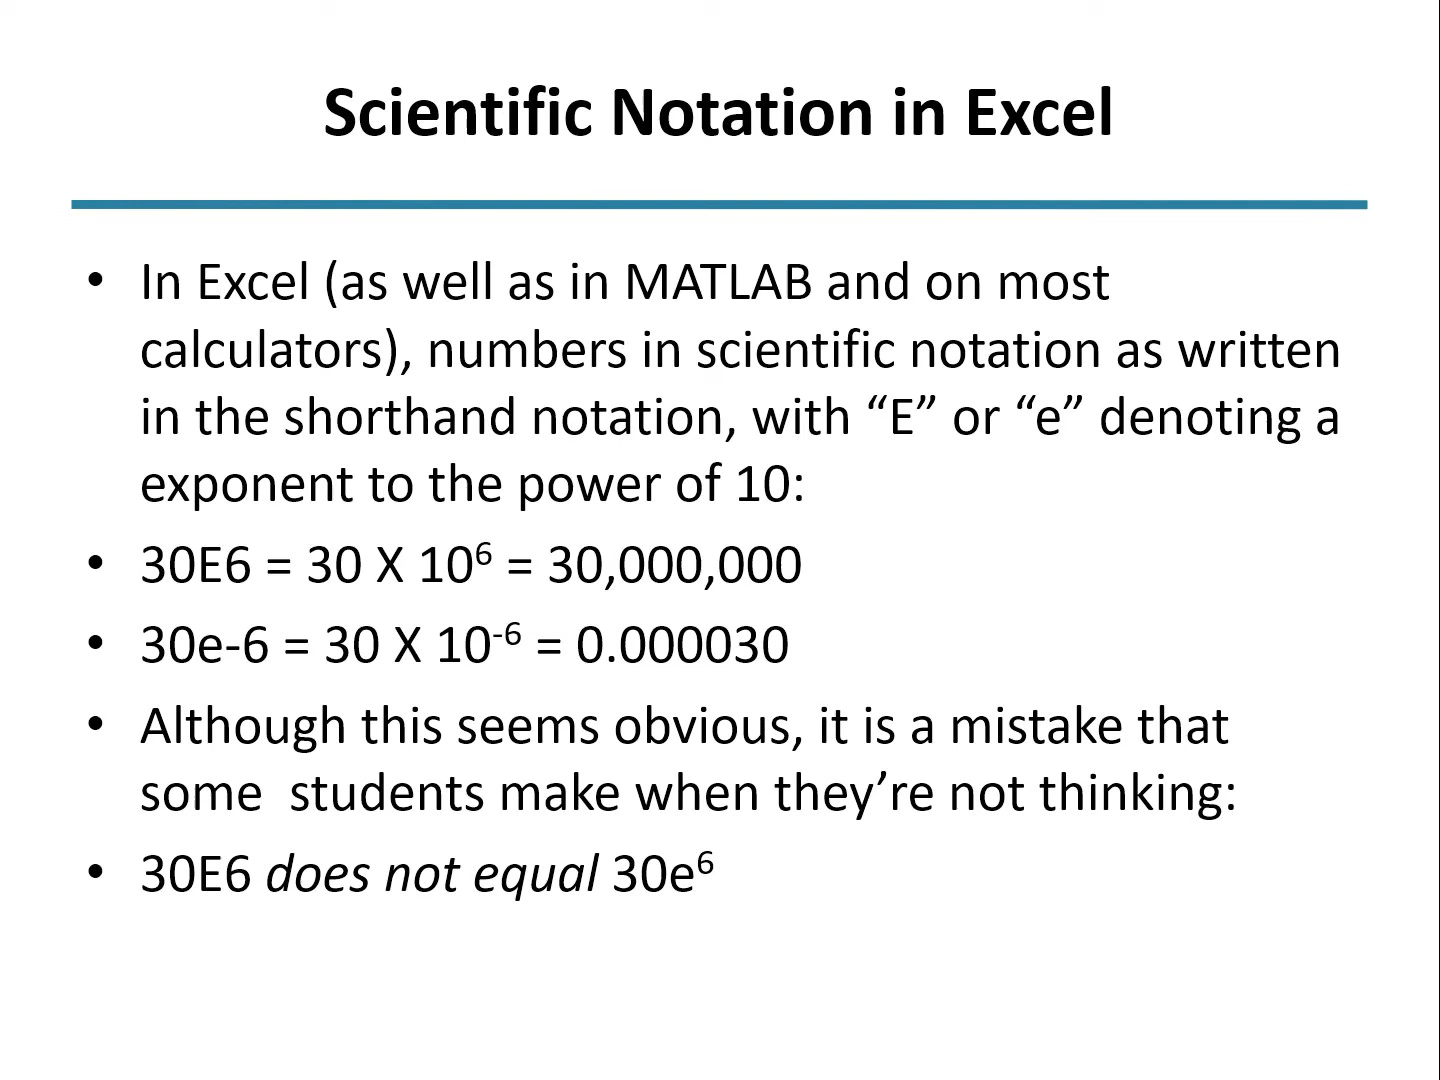 Scientific Notation in Excel
• In Excel (as well as in MATLAB and on most
calculators), numbers in scientific notation as written
in the shorthand notation, with “E” or “e” denoting a
exponent to the power of 10:
• 30E6 = 30 X 10⁶ = 30,000,000
• 30e-6 = 30 X 10⁻⁶ = 0.000030
• Although this seems obvious, it is a mistake that
some  students make when they’re not thinking:
• 30E6 does not equal 30e⁶